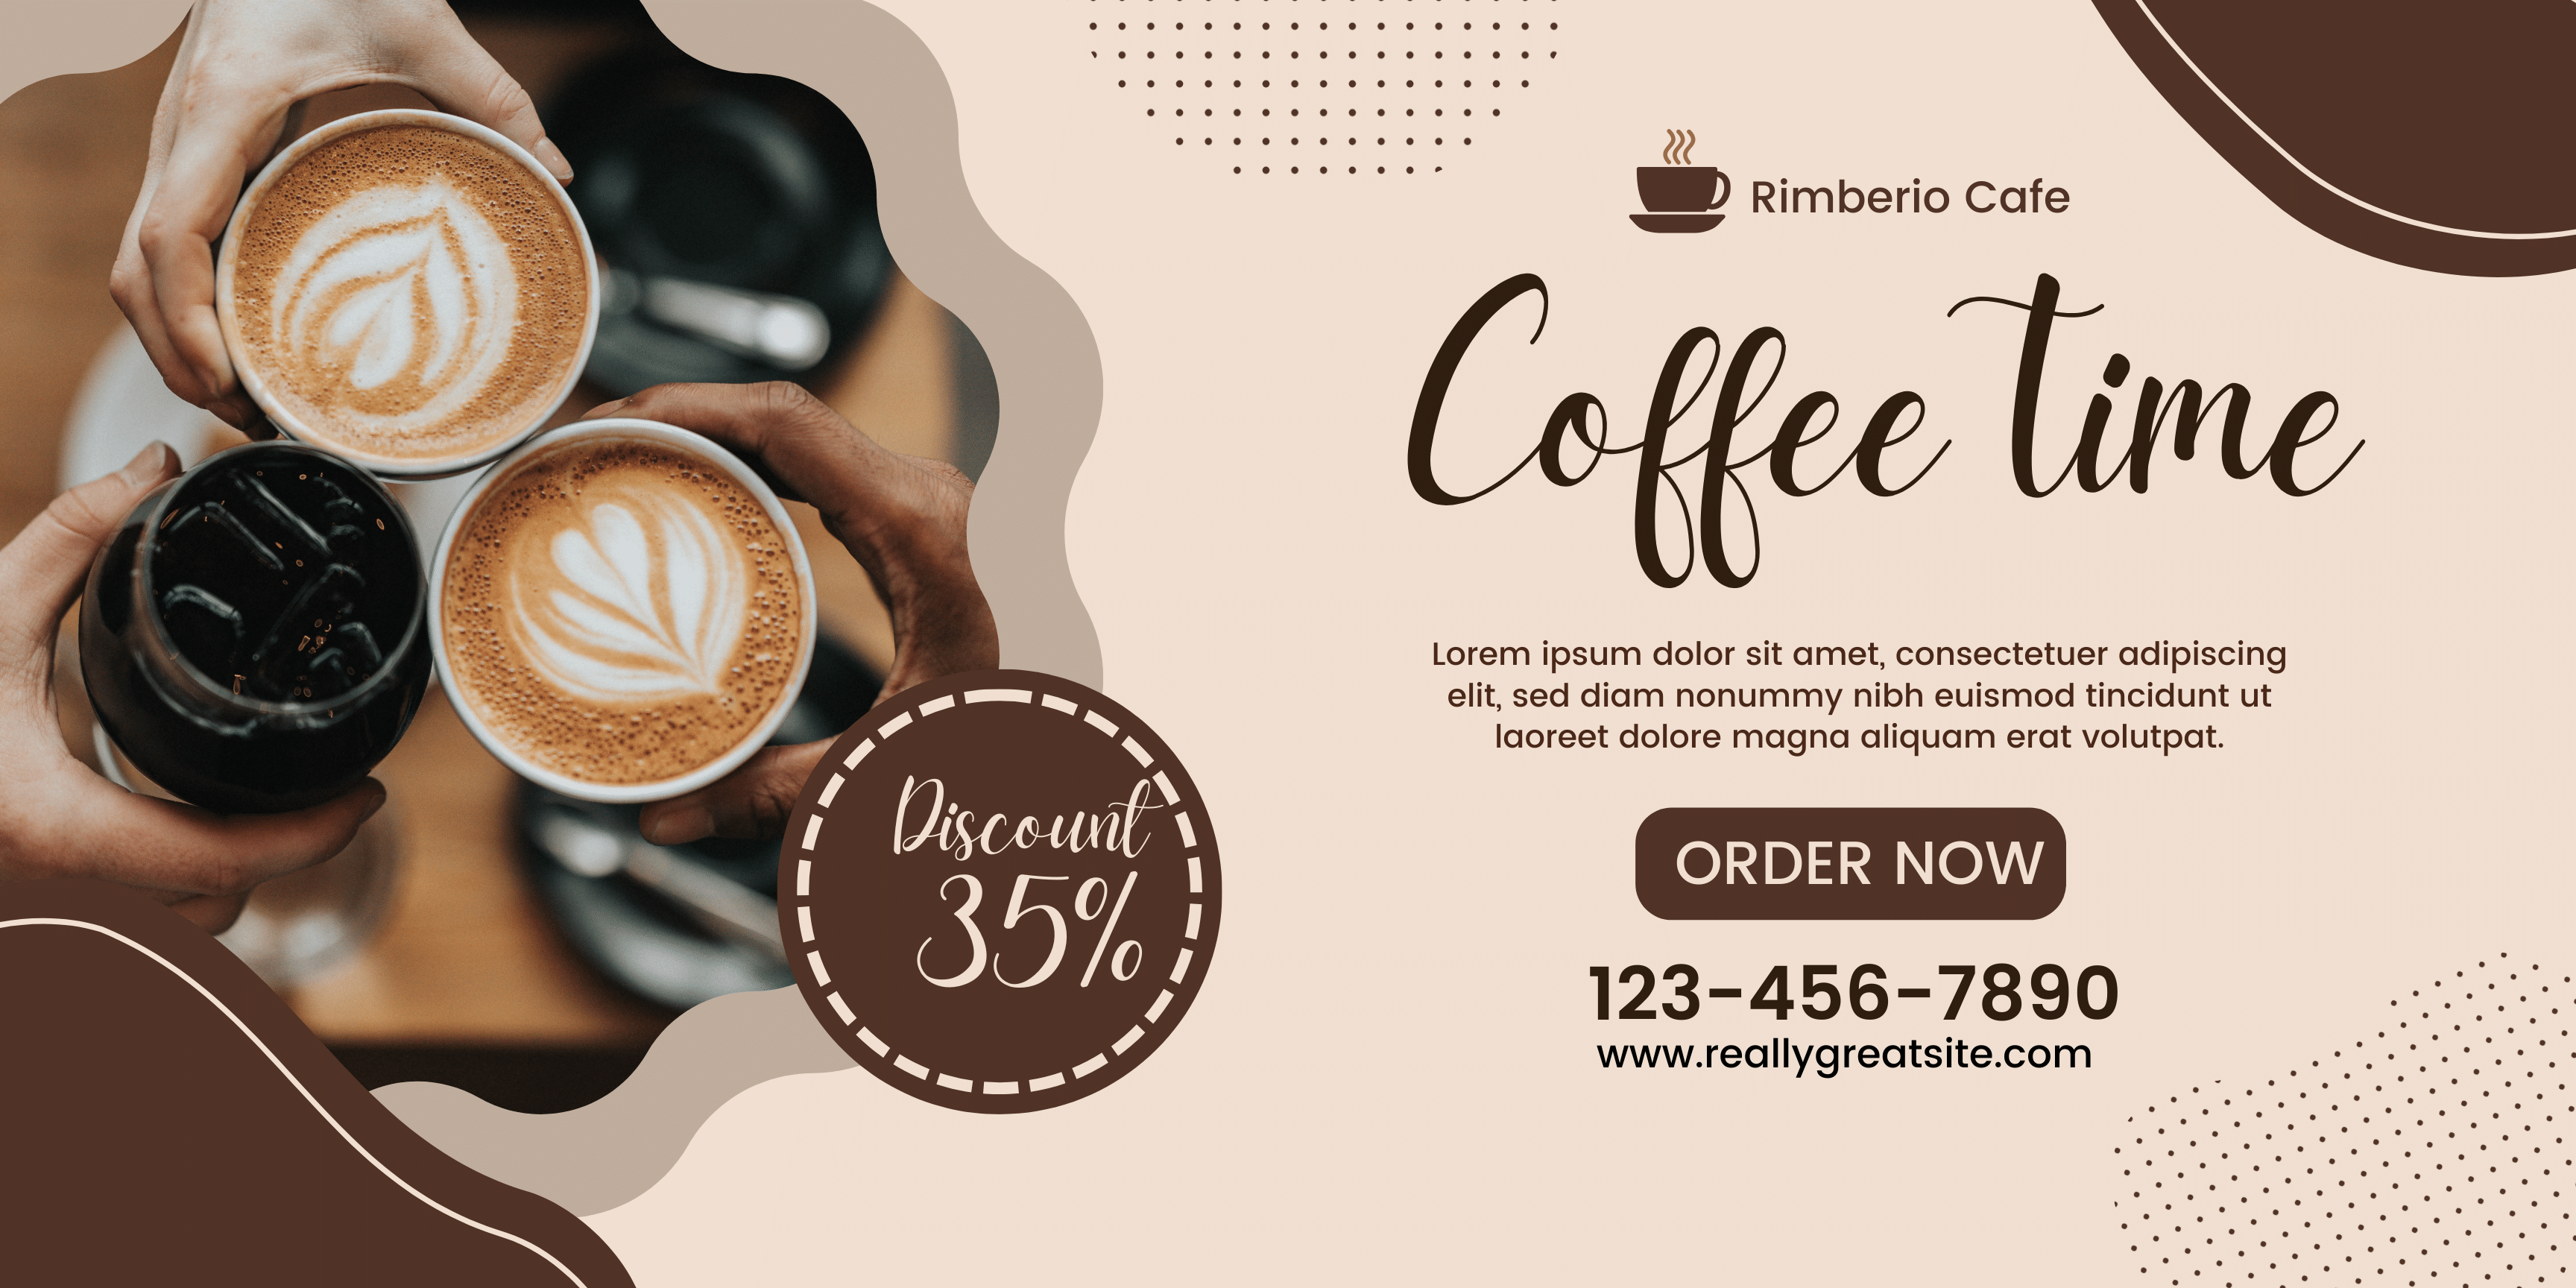 Rimberio Cafe
Coffee time
Lorem ipsum dolor sit amet, consectetuer adipiscing
elit, sed diam nonummy nibh euismod tincidunt ut
laoreet dolore magna aliquam erat volutpat.
ORDER NOW
123-456-7890
www.reallygreatsite.com
Discount
35%